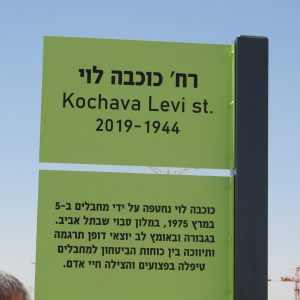 רח' כוכבה לוי
Kochava Levi st.
2019-1944
כוכבה לוי נחטפה על ידי מחבלים ב-5
במרץ 1975, במלון סבוי שבתל אביב.
בגבורה ובאומץ לב יוצאי דופן תרגמה
ותיווכה בין כוחות הביטחון למחבלים
טיפלה בפצועים והצילה חיי אדם.